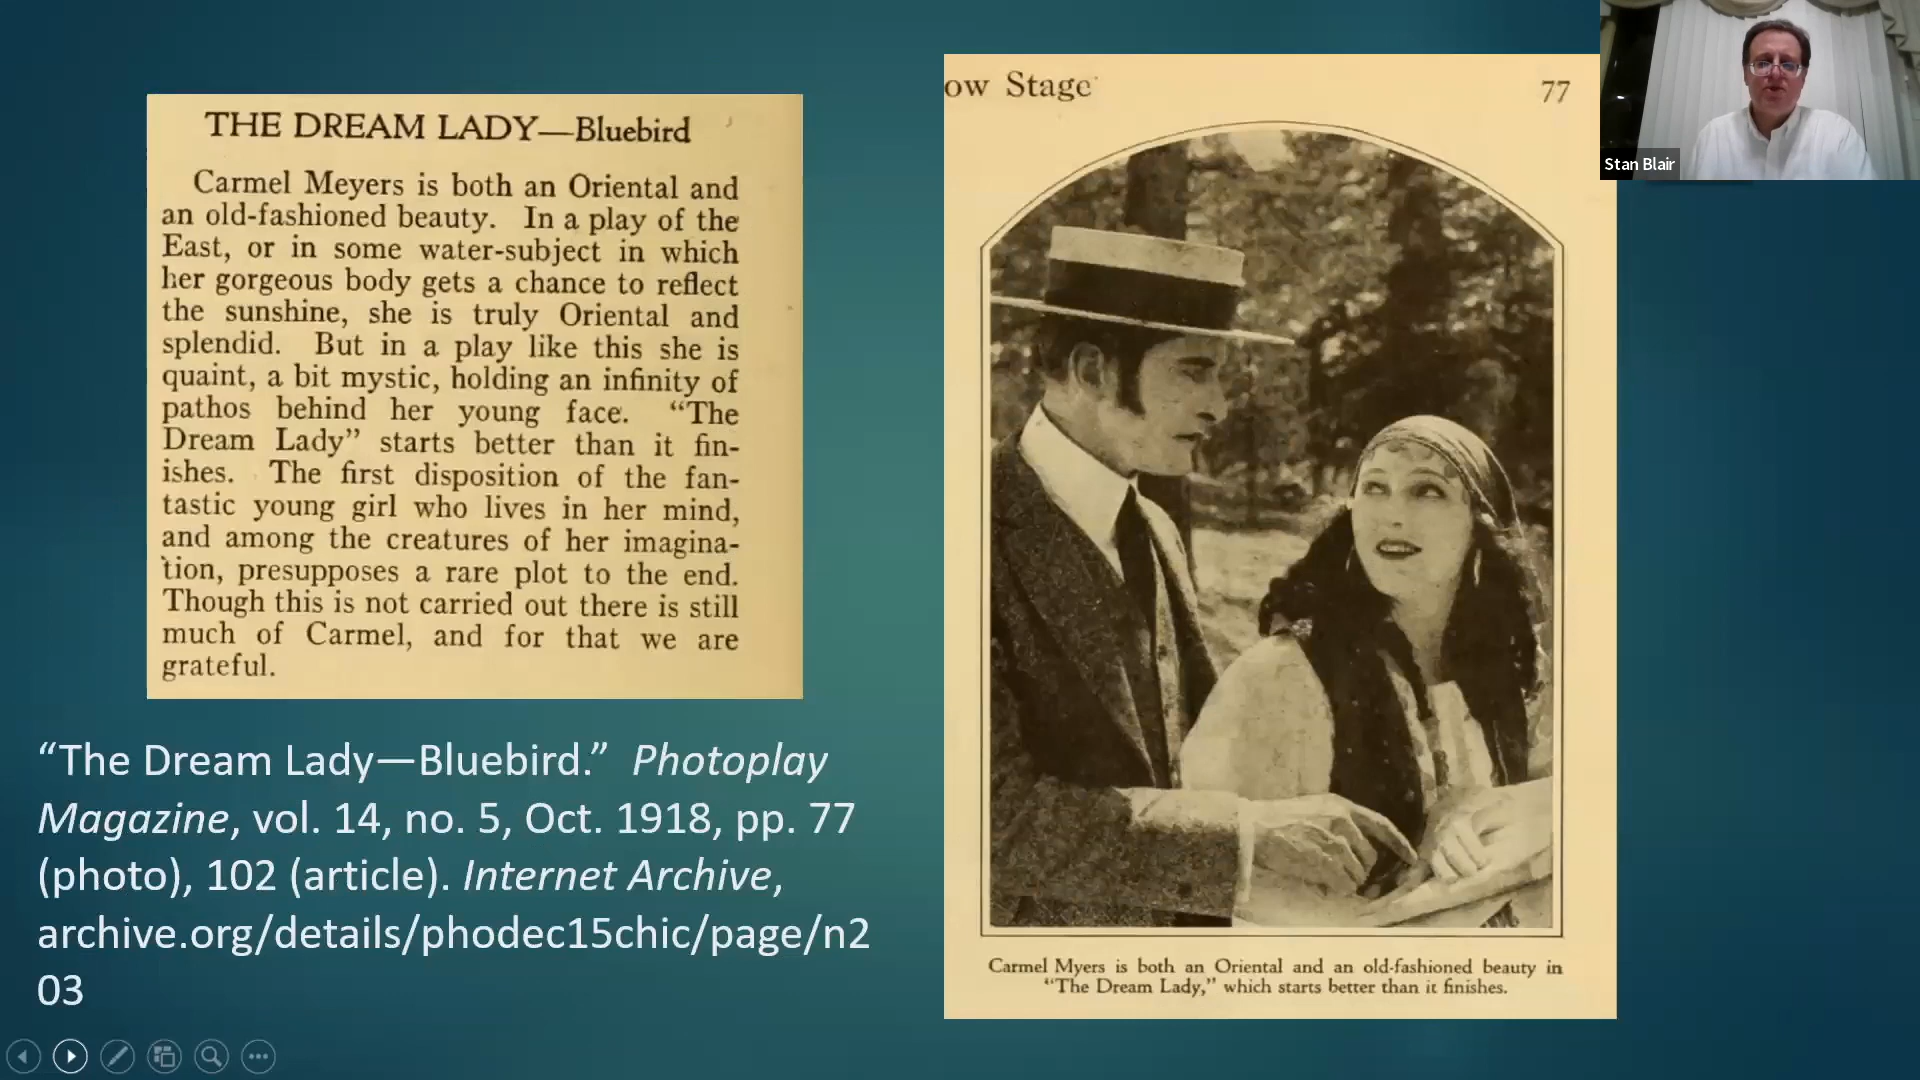 THE DREAM LADY—Bluebird
Carmel Meyers is both an Oriental and
an old-fashioned beauty. In a play of the
East, or in some water-subject in which
her gorgeous body gets a chance to reflect
the sunshine, she is truly Oriental and
splendid. But in a play like this she is
quaint, a bit mystic, holding an infinity of
pathos behind her young face. “The
Dream Lady” starts better than it fin-
ishes. The first disposition of the fan-
tastic young girl who lives in her mind,
and among the creatures of her imagina-
tion, presupposes a rare plot to the end.
Though this is not carried out there is still
much of Carmel, and for that we are
grateful.
“The Dream Lady—Bluebird.” Photoplay
Magazine, vol. 14, no. 5, Oct. 1918, pp. 77
(photo), 102 (article). Internet Archive,
archive.org/details/phodec15chic/page/n2
03
ow Stage
77
Carmel Myers is both an Oriental and an old-fashioned beauty in
“The Dream Lady,” which starts better than it finishes.
Stan Blair